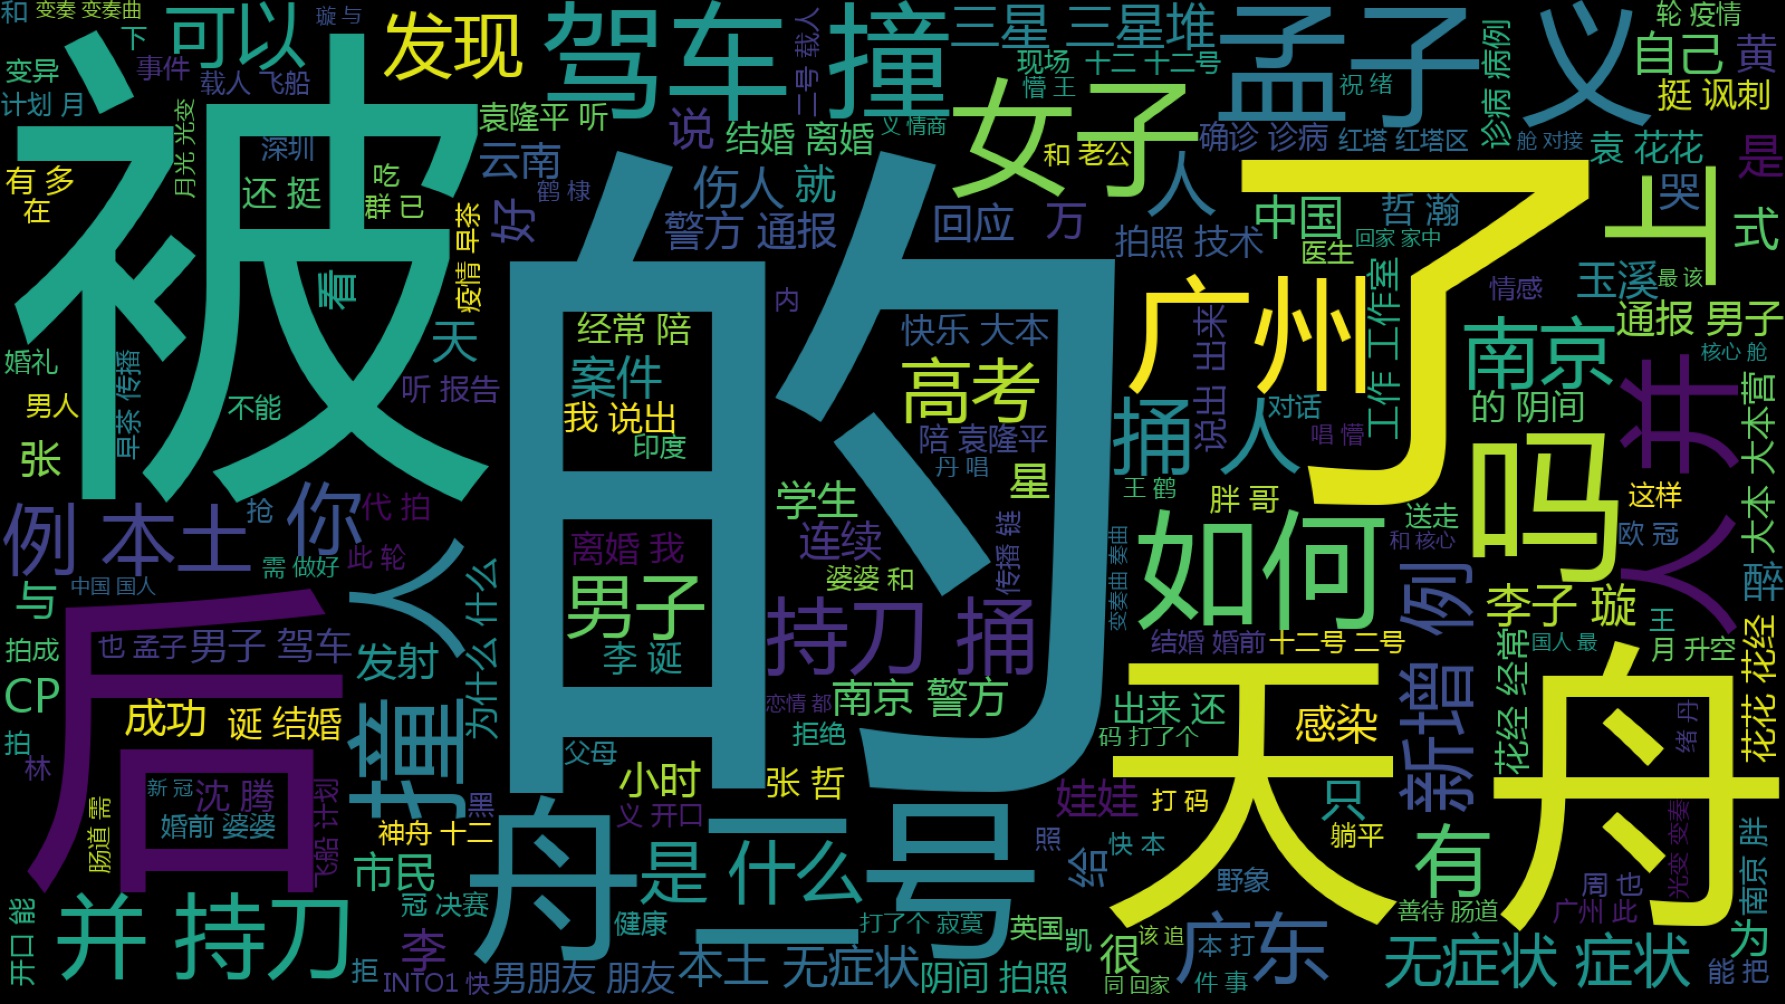 和 变奏 变奏曲
璇 与
下
可以
发现
驾车 撞
二号 载人
三星 三星堆
孟子 义
诊病 病例
轮 疫情
自己 黄
变异
事件
载人 飞船
计划 月
月光 光变
袁隆平 听
说
结婚 离婚
义 情商
现场
十二 十二号
懵 王
祝 绪
挺 讽刺
被
深圳
云南
女子
和 老公
确诊 诊病
红塔 红塔区
舱 对接
袁 花花
是
有 多
在
还 挺
吃
群 已
鹤 棣
好
伤人 就
人
了
上
哭
式
疫情 早茶
警方 通报
回应
万
拍照 技术
中国
哲 瀚
医生
回家 家中
玉溪
最 该
看
的
内
广州
工作 工作室
情感
通报 男子
婚礼
早茶 传播
天
经常 陪
快乐 大本
说出 出来
南京
核心 舱
男人
不能
听 报告
案件
高考
我 说出
印度
陪 袁隆平
丹 唱
捅 人
对话
唱 懵
的 阴间
并
大本 大本营
张
星
王 鹤
胖 哥
吗
这样
例 本土
抢
你
代 拍
学生
连续
传播 链
如何
送走
和 核心
欧 冠
人
需 做好
此 轮
离婚 我
婆婆 和
变奏曲 奏曲
醉
与
中国 国人
后
人
为什么 什么
男子
持刀 捅
新增 例
李子 璇
拍成
也 孟子
男子 驾车
发射
李 诞
结婚 婚前
十二号 二号
花经 经常
国人 最
王
月 升空
花花 花经
CP
成功
诞 结婚
撞
恋情 都
南京 警方
出来 还
天舟
感染
绪 丹
拍
林
父母
拒绝
码 打了个
新 冠
沈 腾
飞船 计划
黑
小时
张 哲
娃娃
打 码
只
光变 变奏
肠道 需
婚前 婆婆
神舟 十二
舟
义 开口
一
号
照
给
快 本
躺平
南京 胖
市民
是 什么
野象
有
周 也
开口 能
并 持刀
冠 决赛
健康
打了个 寂寞
英国
凯
很
该 追
广东
善待 肠道
广州 此
为
李
拒
INTO1 快
男朋友 朋友
本土 无症状
阴间 拍照
同 回家
本 打
件 事
无症状 症状
能 把